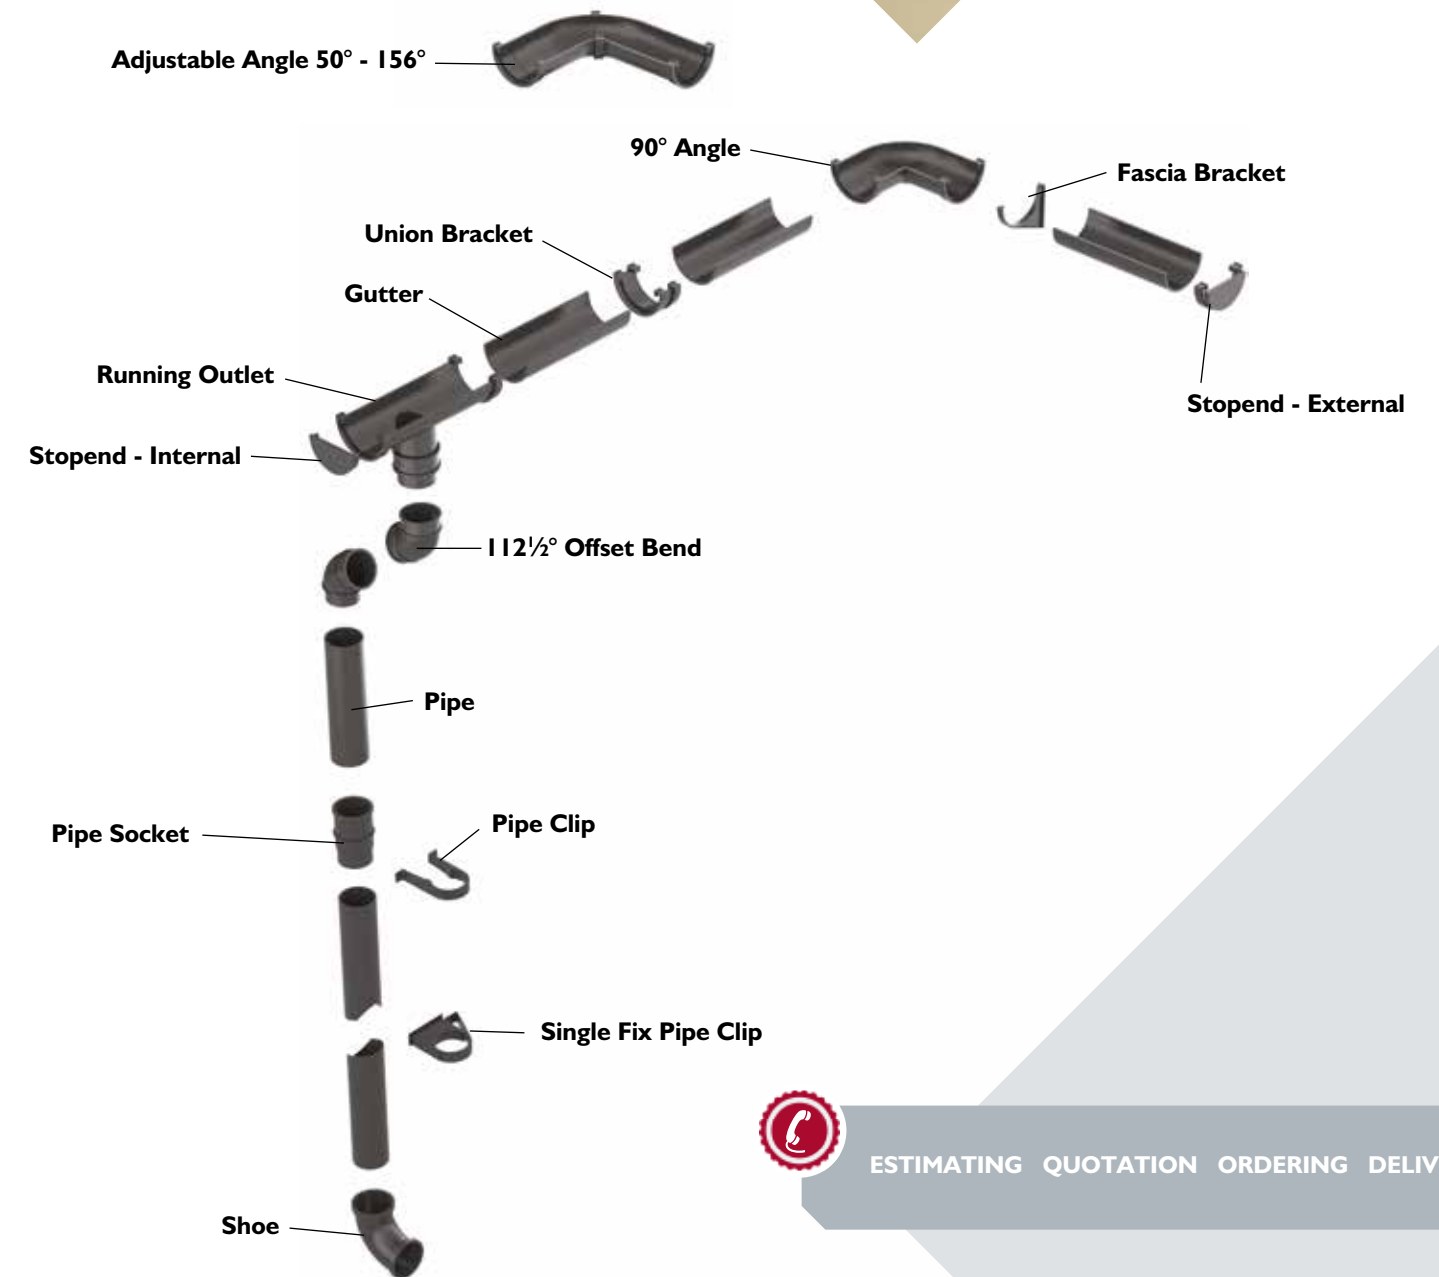 Adjustable Angle 50° - 156°
90° Angle
Fascia Bracket
Union Bracket
Gutter
Running Outlet
Stopend - External
Stopend - Internal
112½° Offset Bend
Pipe
Pipe Clip
Pipe Socket
Single Fix Pipe Clip
ESTIMATING QUOTATION ORDERING DELIV
Shoe